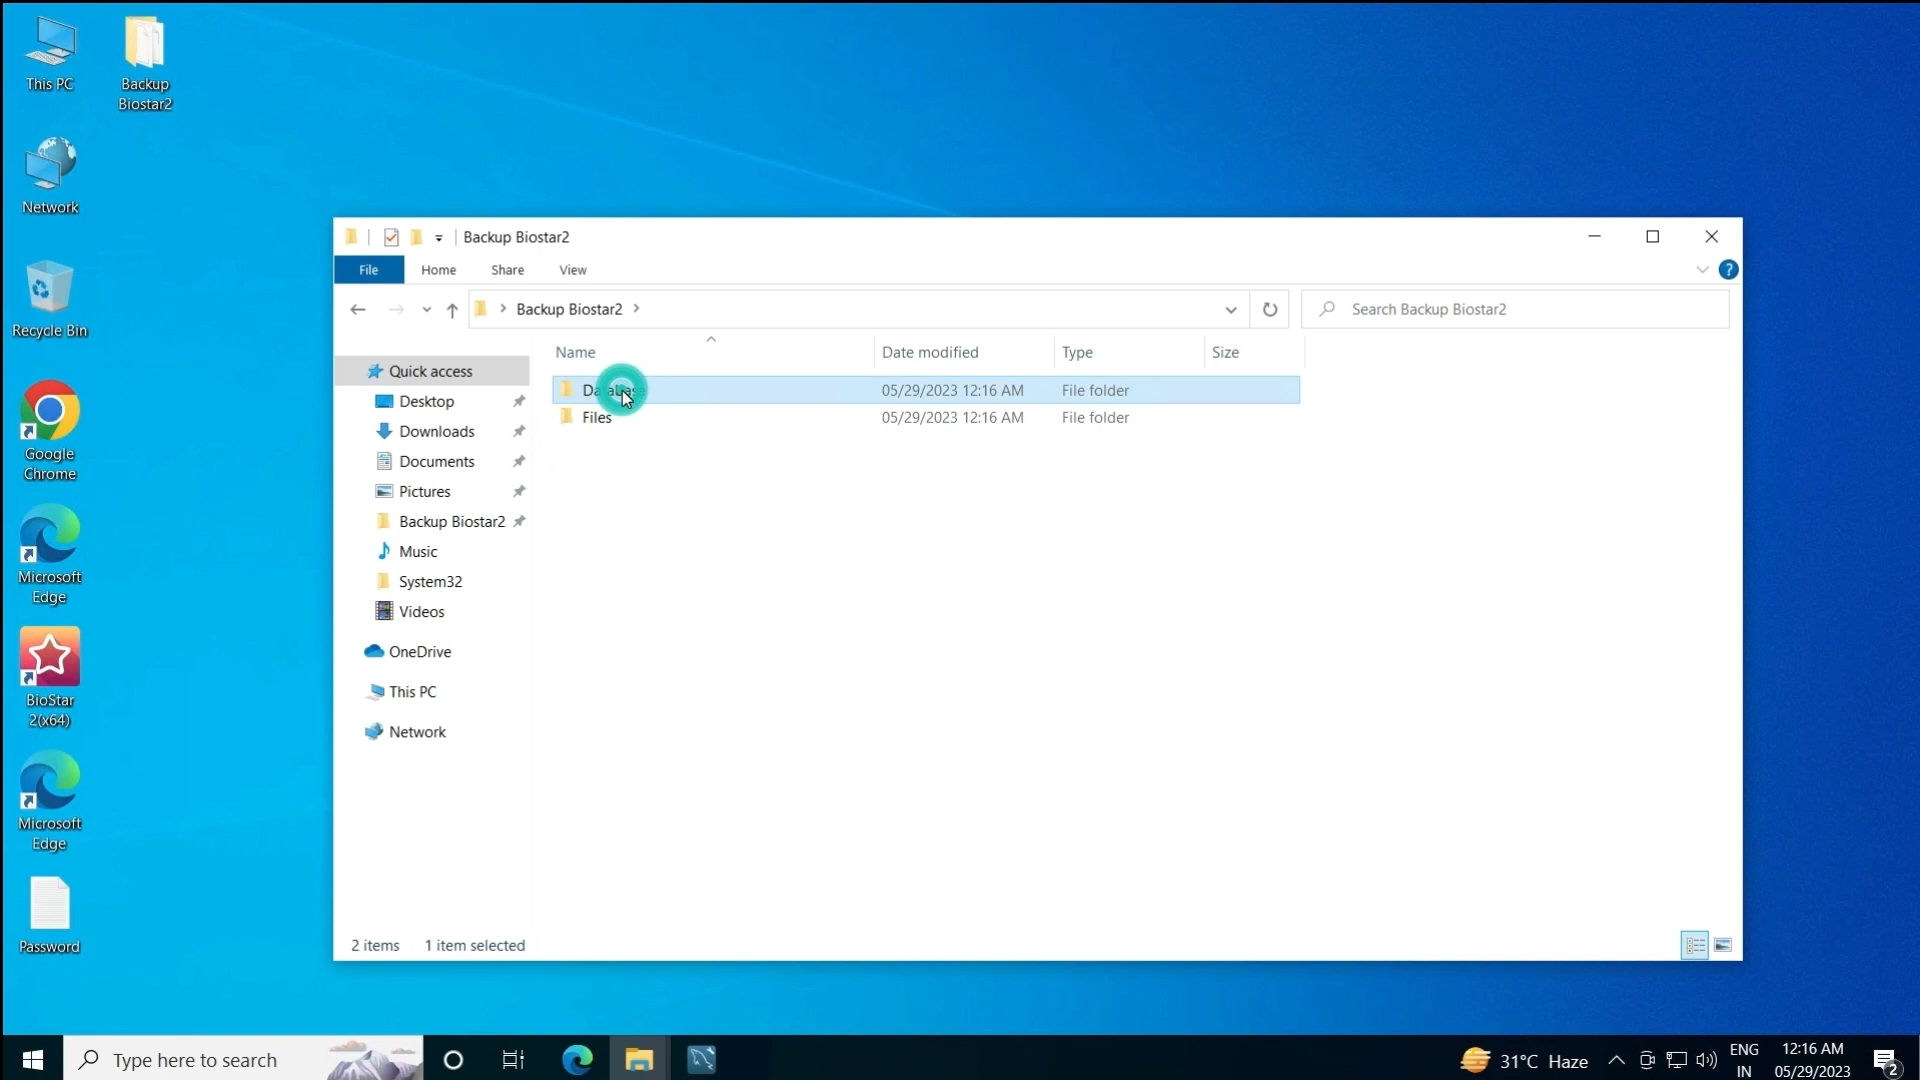 This PC
Backup
Biostar2
Network
Recycle Bin
Google
Chrome
Microsoft
Edge
BioStar
2(x64)
Microsoft
Edge
Password
Backup Biostar2
File
Home
Share
View
?
Backup Biostar2
Search Backup Biostar2
Name
Date modified
Type
Size
Quick access
Desktop
Downloads
Documents
Pictures
Backup Biostar2
Music
System32
Videos
OneDrive
This PC
Network
Database
05/29/2023 12:16 AM
File folder
Files
05/29/2023 12:16 AM
File folder
2 items
1 item selected
Type here to search
31°C Haze
ENG
IN
12:16 AM
05/29/2023
2